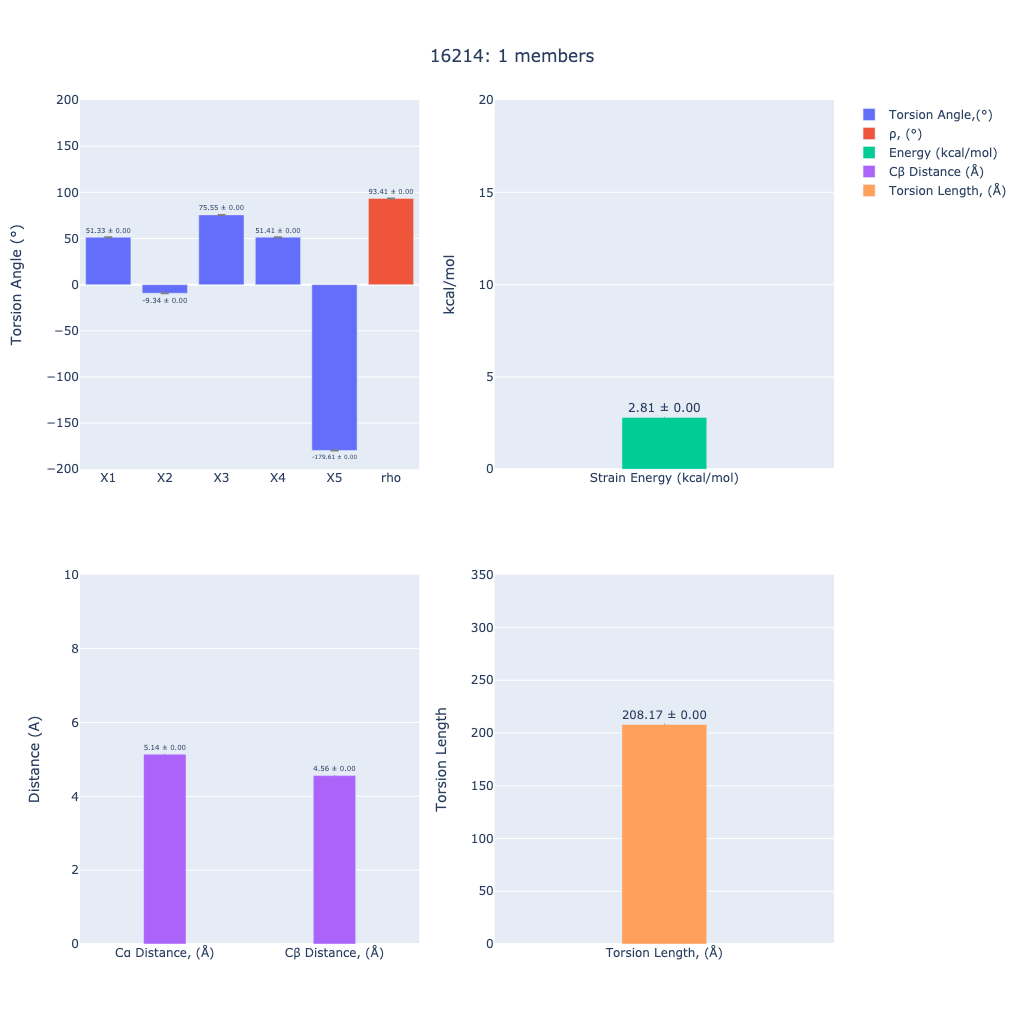 16214: 1 members
Torsion Angle (°)
200
150
100
50
0
−50
−100
−150
−200
51.33 ± 0.00
-9.34 ± 0.00
75.55 ± 0.00
51.41 ± 0.00
-179.61 ± 0.00
93.41 ± 0.00
X1 X2 X3 X4 X5 rho
kcal/mol
20
15
10
5
0
2.81 ± 0.00
Strain Energy (kcal/mol)
Torsion Angle,(°)
ρ, (°)
Energy (kcal/mol)
Cβ Distance (Å)
Torsion Length, (Å)
Distance (A)
10
8
6
4
2
0
5.14 ± 0.00
4.56 ± 0.00
Cα Distance, (Å) Cβ Distance, (Å)
Torsion Length
350
300
250
200
150
100
50
0
208.17 ± 0.00
Torsion Length, (Å)